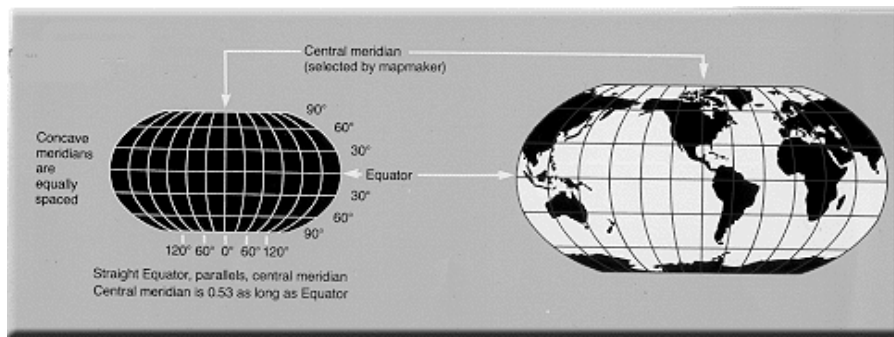 Central meridian
(selected by mapmaker)
90°
60°
Concave
meridians
are
equally
spaced
30°
Equator
30°
60°
90°
120° 60° 0° 60° 120°
Straight Equator, parallels, central meridian
Central meridian is 0.53 as long as Equator